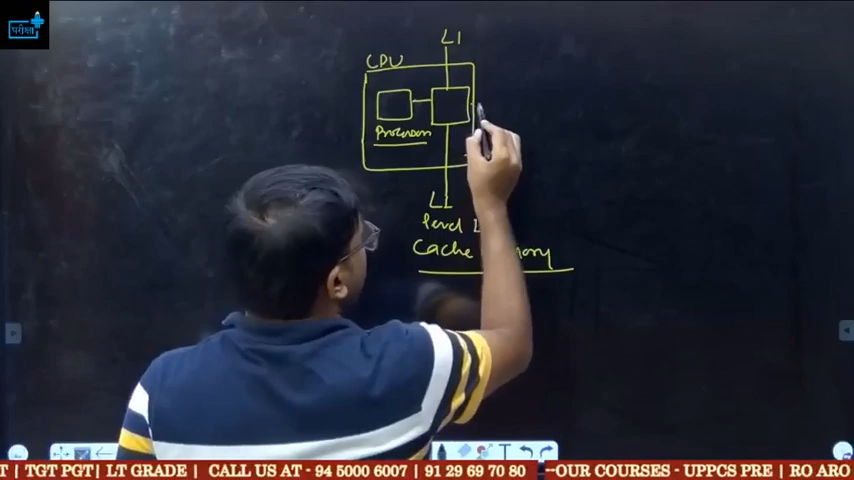 परीक्षा
L1
CPU
Processor
level
Cache
T | TGT PGT| LT GRADE | CALL US AT - 94 5000 6007 | 91 29 69 70 80 --OUR COURSES - UPPCS PRE | RO ARO